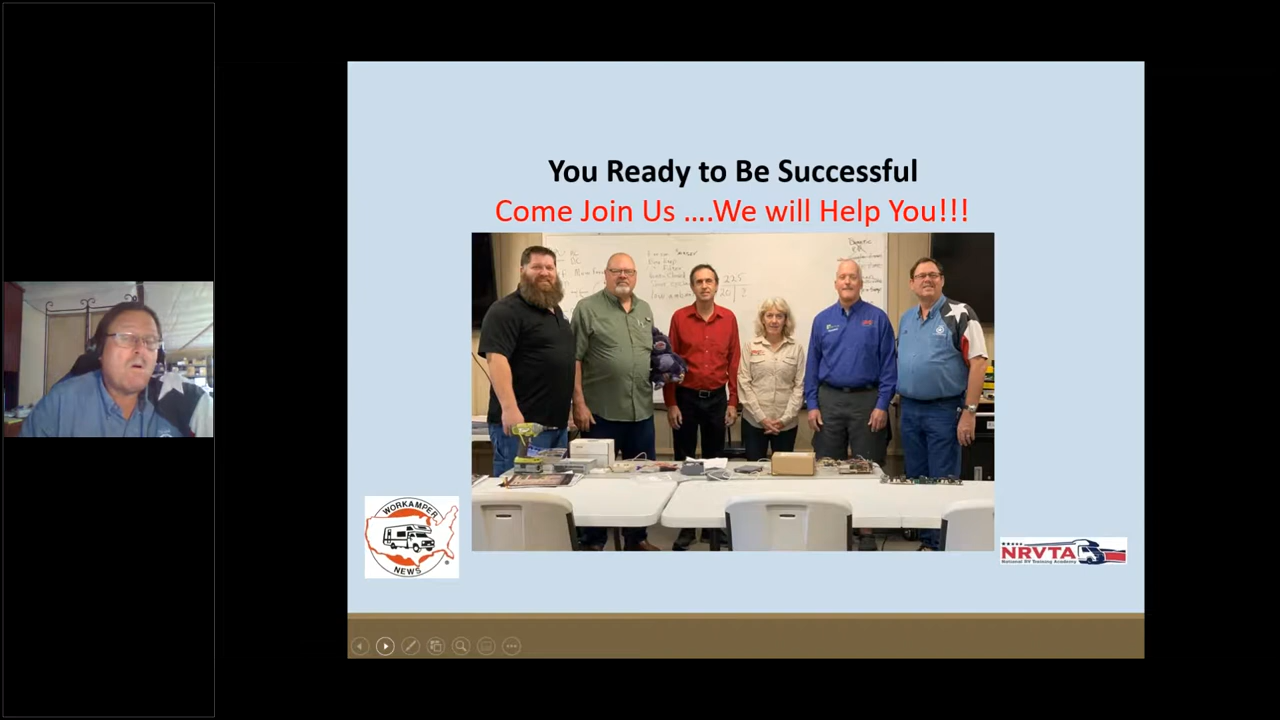 You Ready to Be Successful
Come Join Us ....We will Help You!!!
225
WORKAMPER
NEWS
®
NRVTA
National RV Training Academy